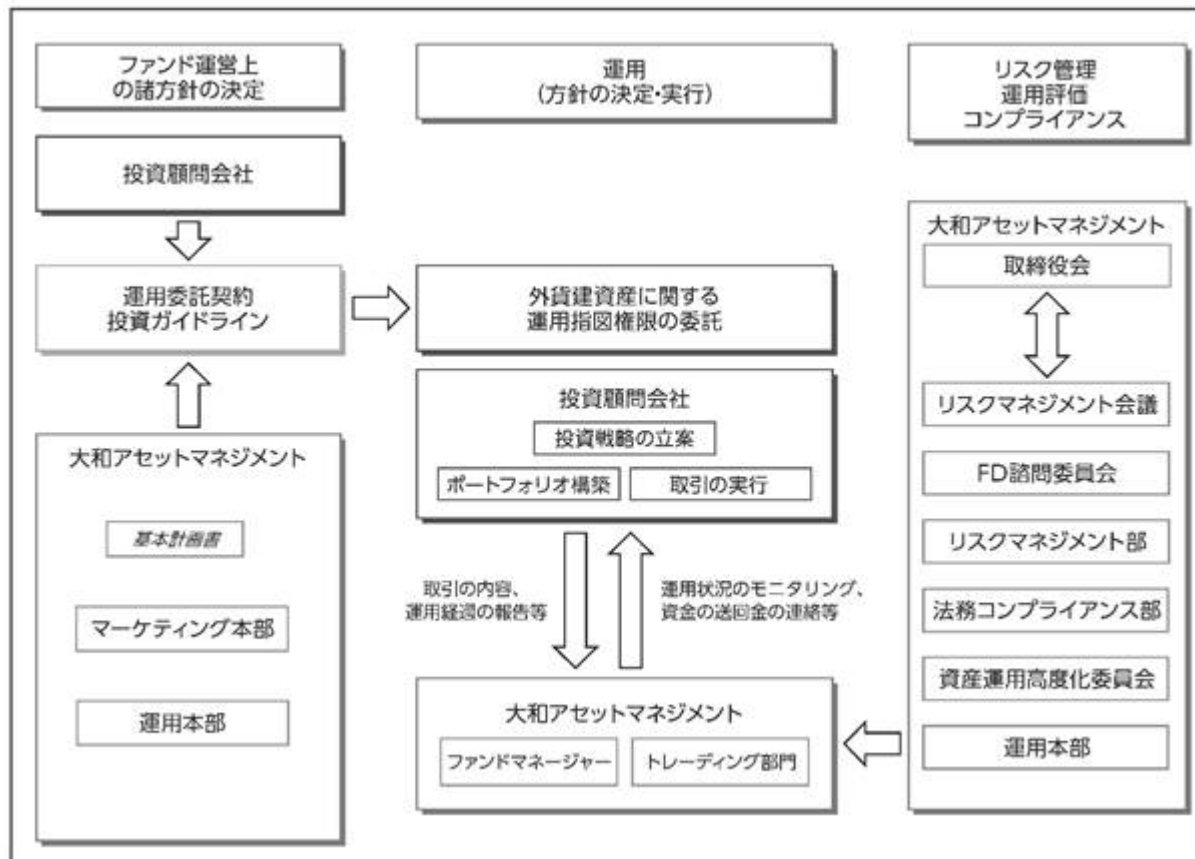 ファンド運営上
の諸方針の決定
運用
(方針の決定・実行)
リスク管理
運用評価
コンプライアンス
投資顧問会社
運用委託契約
投資ガイドライン
大和アセットマネジメント
基本計画書
マーケティング本部
運用本部
外貨建資産に関する
運用指図権限の委託
投資顧問会社
投資戦略の立案
ポートフォリオ構築
取引の実行
取引の内容、
運用経過の報告等
運用状況のモニタリング、
資金の送回金の連絡等
大和アセットマネジメント
ファンドマネージャー
トレーディング部門
大和アセットマネジメント
取締役会
リスクマネジメント会議
FD諮問委員会
リスクマネジメント部
法務コンプライアンス部
資産運用高度化委員会
運用本部